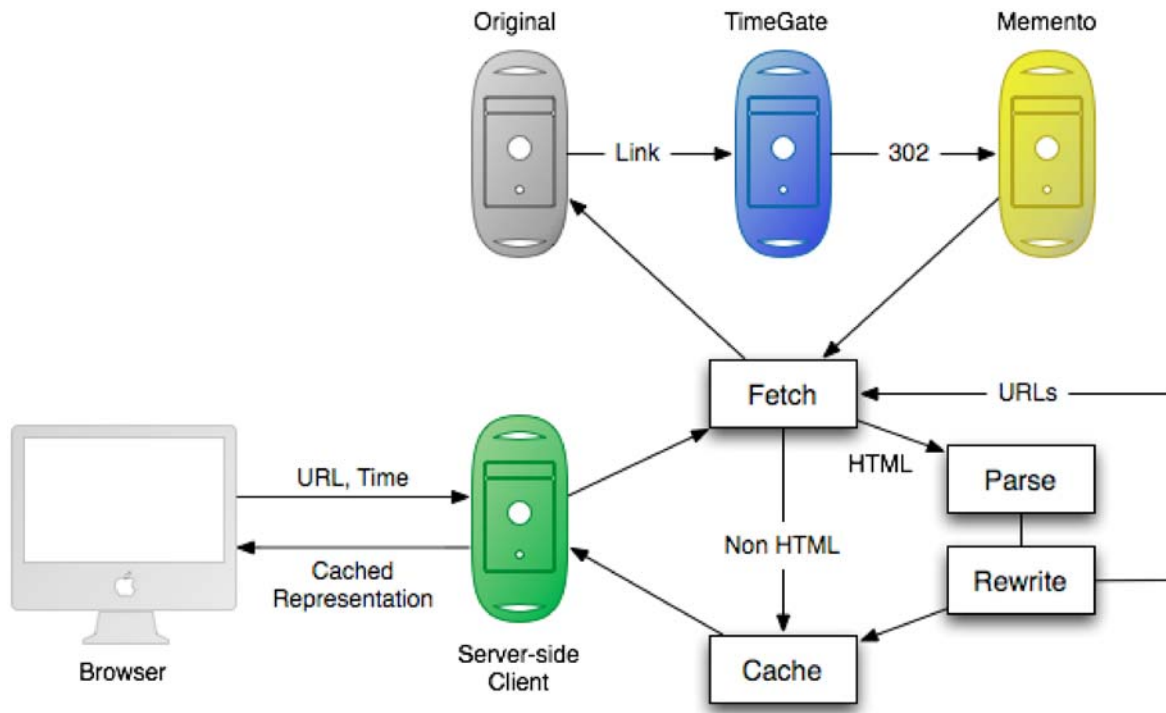 Original
TimeGate
Memento
Link
302
Fetch
URLs
HTML
Parse
URL, Time
Non HTML
Cached
Representation
Rewrite
Browser
Server-side
Client
Cache